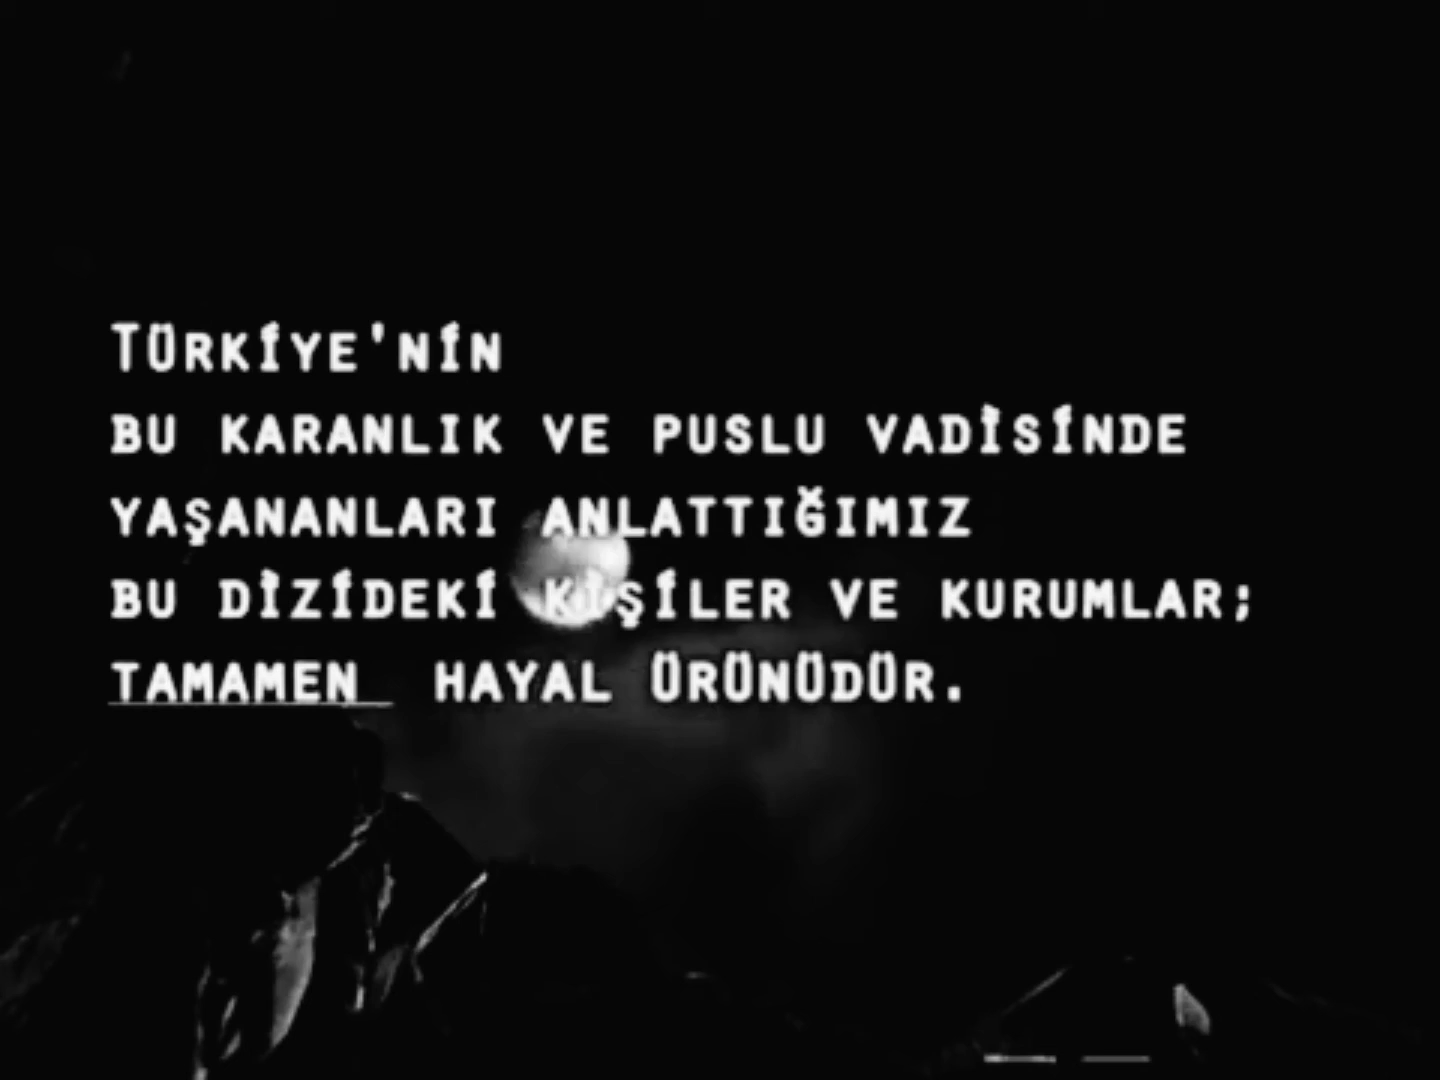 TÜRKİYE'NİN
BU KARANLIK VE PUSLU VADİSİNDE
YAŞANANLARI ANLATTIĞIMIZ
BU DİZİDEKİ KİŞİLER VE KURUMLAR;
TAMAMEN HAYAL ÜRÜNÜDÜR.